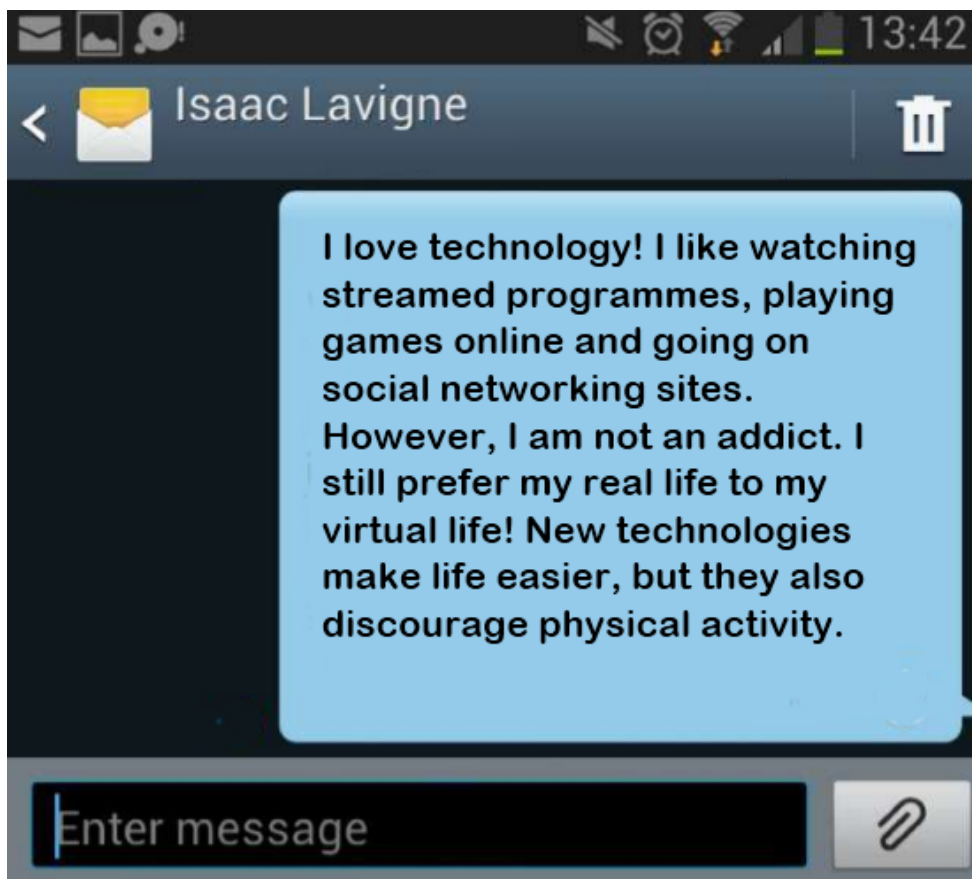 13:42
Isaac Lavigne
I love technology! I like watching
streamed programmes, playing
games online and going on
social networking sites.
However, I am not an addict. I
still prefer my real life to my
virtual life! New technologies
make life easier, but they also
discourage physical activity.
Enter message